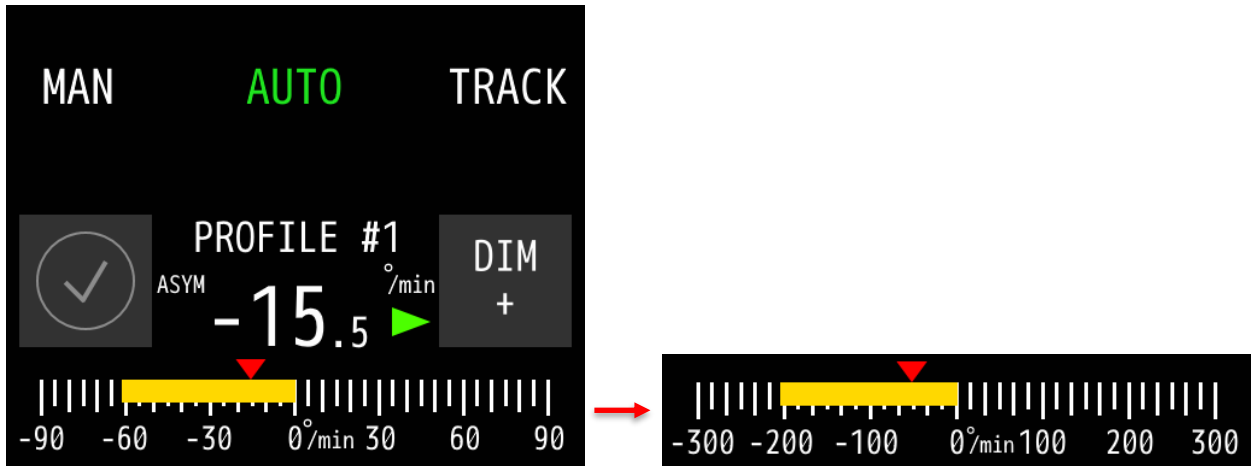 MAN AUTO TRACK
PROFILE #1
ASYM -15.5 °/min
DIM
+
-90 -60 -30 0°/min 30 60 90
-300 -200 -100 0°/min 100 200 300